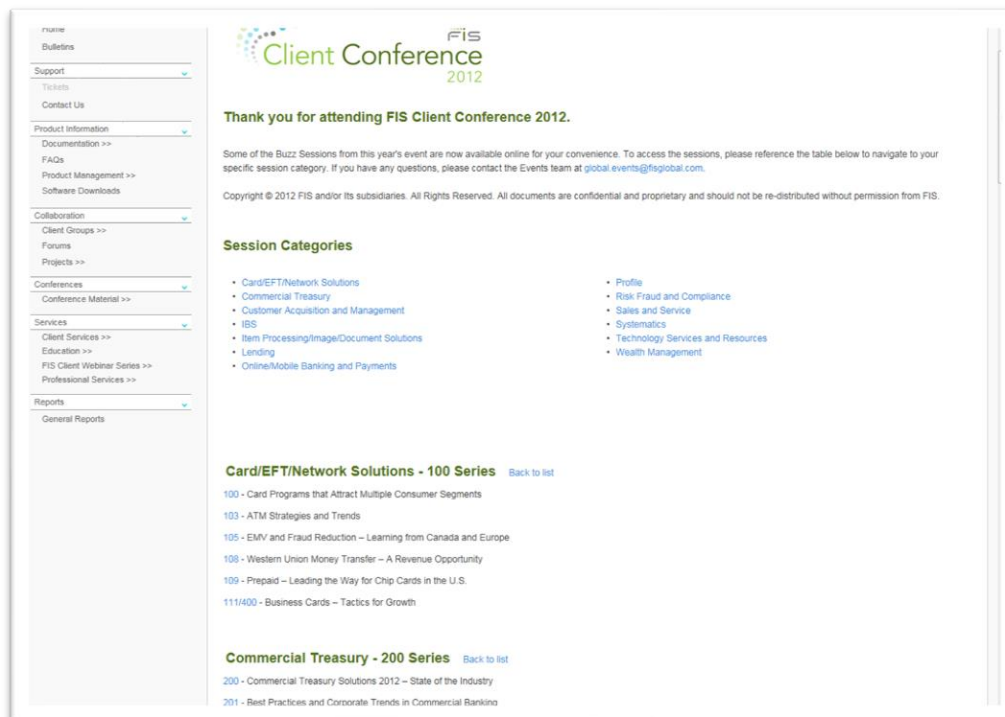 Home
Bulletins
Support
Tickets
Contact Us
Product Information
Documentation >>
FAQs
Product Management >>
Software Downloads
Collaboration
Client Groups >>
Forums
Projects >>
Conferences
Conference Material >>
Services
Client Services >>
Education >>
FIS Client Webinar Series >>
Professional Services >>
Reports
General Reports
FIS
Client Conference
2012
Thank you for attending FIS Client Conference 2012.
Some of the Buzz Sessions from this year's event are now available online for your convenience. To access the sessions, please reference the table below to navigate to your
specific session category. If you have any questions, please contact the Events team at global.events@fisglobal.com.
Copyright © 2012 FIS and/or Its subsidiaries. All Rights Reserved. All documents are confidential and proprietary and should not be re-distributed without permission from FIS.
Session Categories
• Card/EFT/Network Solutions
• Commercial Treasury
• Customer Acquisition and Management
• IBS
• Item Processing/Image/Document Solutions
• Lending
• Online/Mobile Banking and Payments
• Profile
• Risk Fraud and Compliance
• Sales and Service
• Systematics
• Technology Services and Resources
• Wealth Management
Card/EFT/Network Solutions - 100 Series Back to list
100 - Card Programs that Attract Multiple Consumer Segments
103 - ATM Strategies and Trends
105 - EMV and Fraud Reduction – Learning from Canada and Europe
108 - Western Union Money Transfer – A Revenue Opportunity
109 - Prepaid – Leading the Way for Chip Cards in the U.S.
111/400 - Business Cards – Tactics for Growth
Commercial Treasury - 200 Series Back to list
200 - Commercial Treasury Solutions 2012 – State of the Industry
201 - Best Practices and Corporate Trends in Commercial Banking